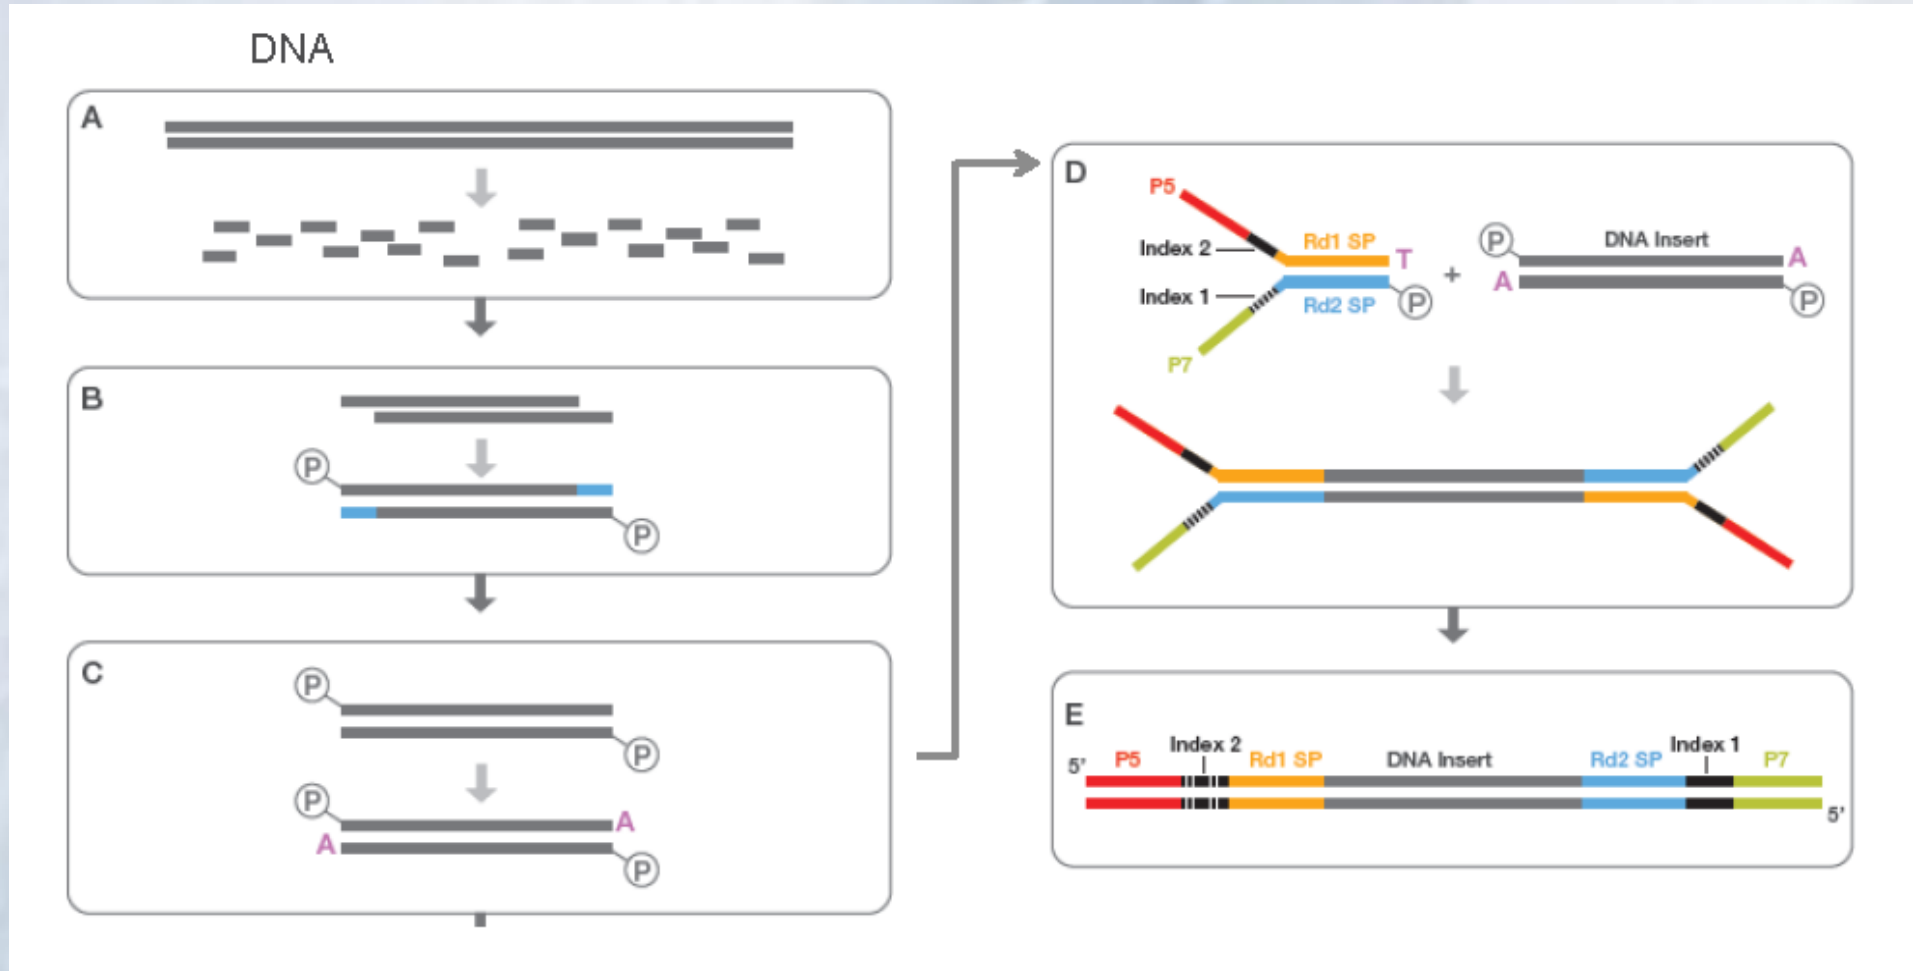 DNA
A
B
P
P
C
P
P
P
A
A
P
D
P5
Index 2
Rd1 SP
T
Index 1
Rd2 SP
P
P7
+
P
DNA Insert
A
A
P
E
5’
P5
Index 2
Rd1 SP
DNA Insert
Rd2 SP
Index 1
P7
5’